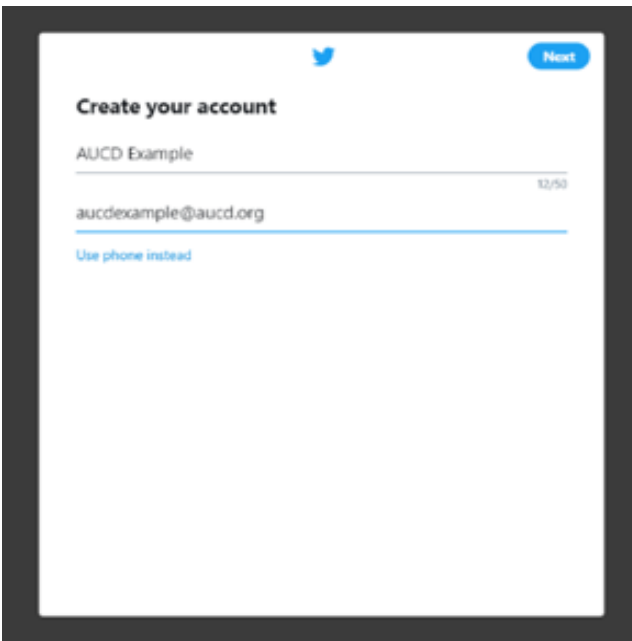 Next
Create your account
AUCD Example
12/50
aucdexample@aucd.org
Use phone instead